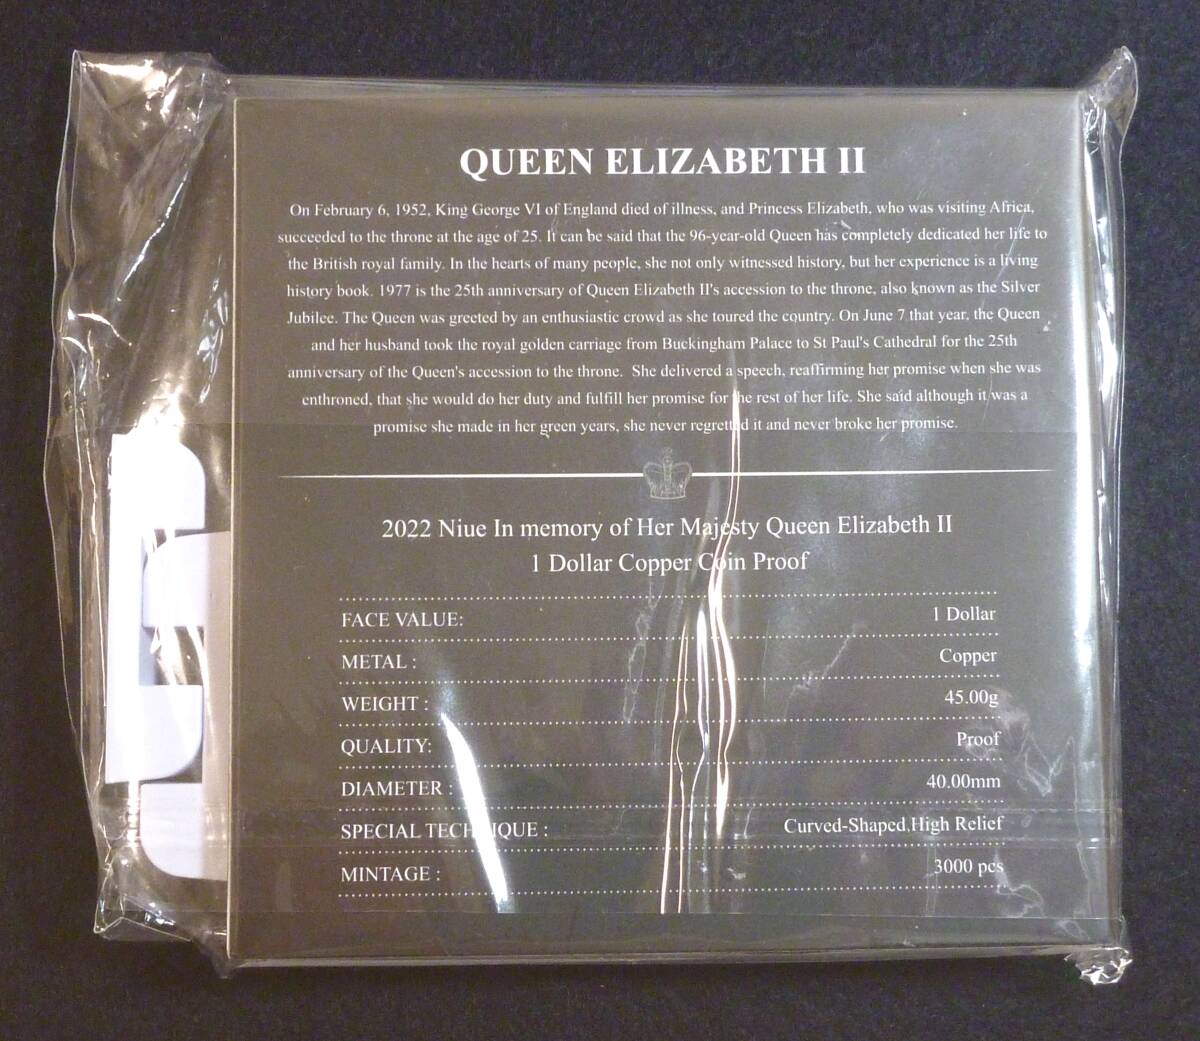 QUEEN ELIZABETH II
On February 6, 1952, King George VI of England died of illness, and Princess Elizabeth, who was visiting Africa,
succeeded to the throne at the age of 25. It can be said that the 96-year-old Queen has completely dedicated her life to
the British royal family. In the hearts of many people, she not only witnessed history, but her experience is a living
history book. 1977 is the 25th anniversary of Queen Elizabeth II's accession to the throne, also known as the Silver
Jubilee. The Queen was greeted by an enthusiastic crowd as she toured the country. On June 7 that year, the Queen
and her husband took the royal golden carriage from Buckingham Palace to St Paul's Cathedral for the 25th
anniversary of the Queen's accession to the throne. She delivered a speech, reaffirming her promise when she was
enthroned, that she would do her duty and fulfill her promise for the rest of her life. She said although it was a
promise she made in her green years, she never regretted it and never broke her promise.
2022 Niue In memory of Her Majesty Queen Elizabeth II
1 Dollar Copper Coin Proof
FACE VALUE: 1 Dollar
METAL : Copper
WEIGHT : 45.00g
QUALITY: Proof
DIAMETER : 40.00mm
SPECIAL TECHNIQUE : Curved-Shaped,High Relief
MINTAGE : 3000 pcs